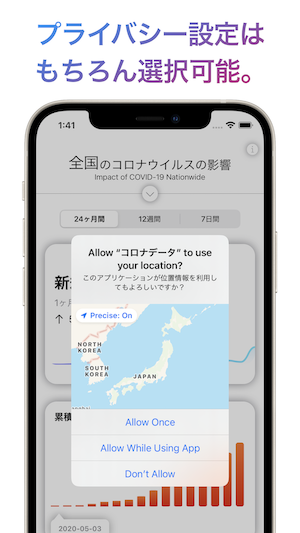 プライバシー設定は
もちろん選択可能。
1:41
全国のコロナウイルスの影響
Impact of COVID-19 Nationwide
24ヶ月間 12週間 7日間
Allow “コロナデータ” to use
your location?
このアプリケーションが位置情報を利用し
てもよろしいですか？
Precise: On
NORTH
KOREA
SOUTH
KOREA
JAPAN
Allow Once
Allow While Using App
Don't Allow
新
1ヶ
累積
2020-05-03